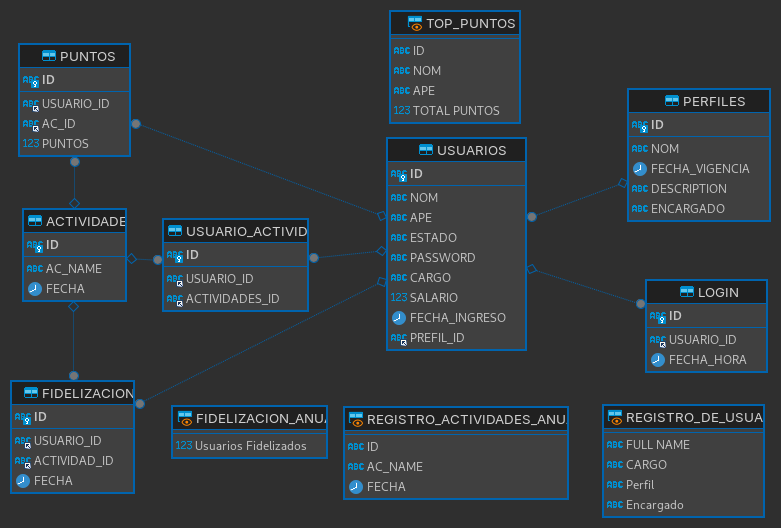 TOP_PUNTOS
ABC ID
ABC NOM
ABC APE
123 TOTAL PUNTOS
PUNTOS
ABC ID
ABC USUARIO_ID
ABC AC_ID
123 PUNTOS
PERFILES
ABC ID
ABC NOM
FECHA_VIGENCIA
ABC DESCRIPTION
ABC ENCARGADO
USUARIOS
ABC ID
ABC NOM
ABC APE
ABC ESTADO
ABC PASSWORD
ABC CARGO
123 SALARIO
FECHA_INGRESO
ABC PREFIL_ID
ACTIVIDADE
ABC ID
ABC AC_NAME
FECHA
USUARIO_ACTIVID
ABC ID
ABC USUARIO_ID
ABC ACTIVIDADES_ID
LOGIN
ABC ID
ABC USUARIO_ID
FECHA_HORA
FIDELIZACION
ABC ID
ABC USUARIO_ID
ABC ACTIVIDAD_ID
FECHA
FIDELIZACION_ANUA
123 Usuarios Fidelizados
REGISTRO_ACTIVIDADES_ANU
ABC ID
ABC AC_NAME
FECHA
REGISTRO_DE_USUA
ABC FULL NAME
ABC CARGO
ABC Perfil
ABC Encargado